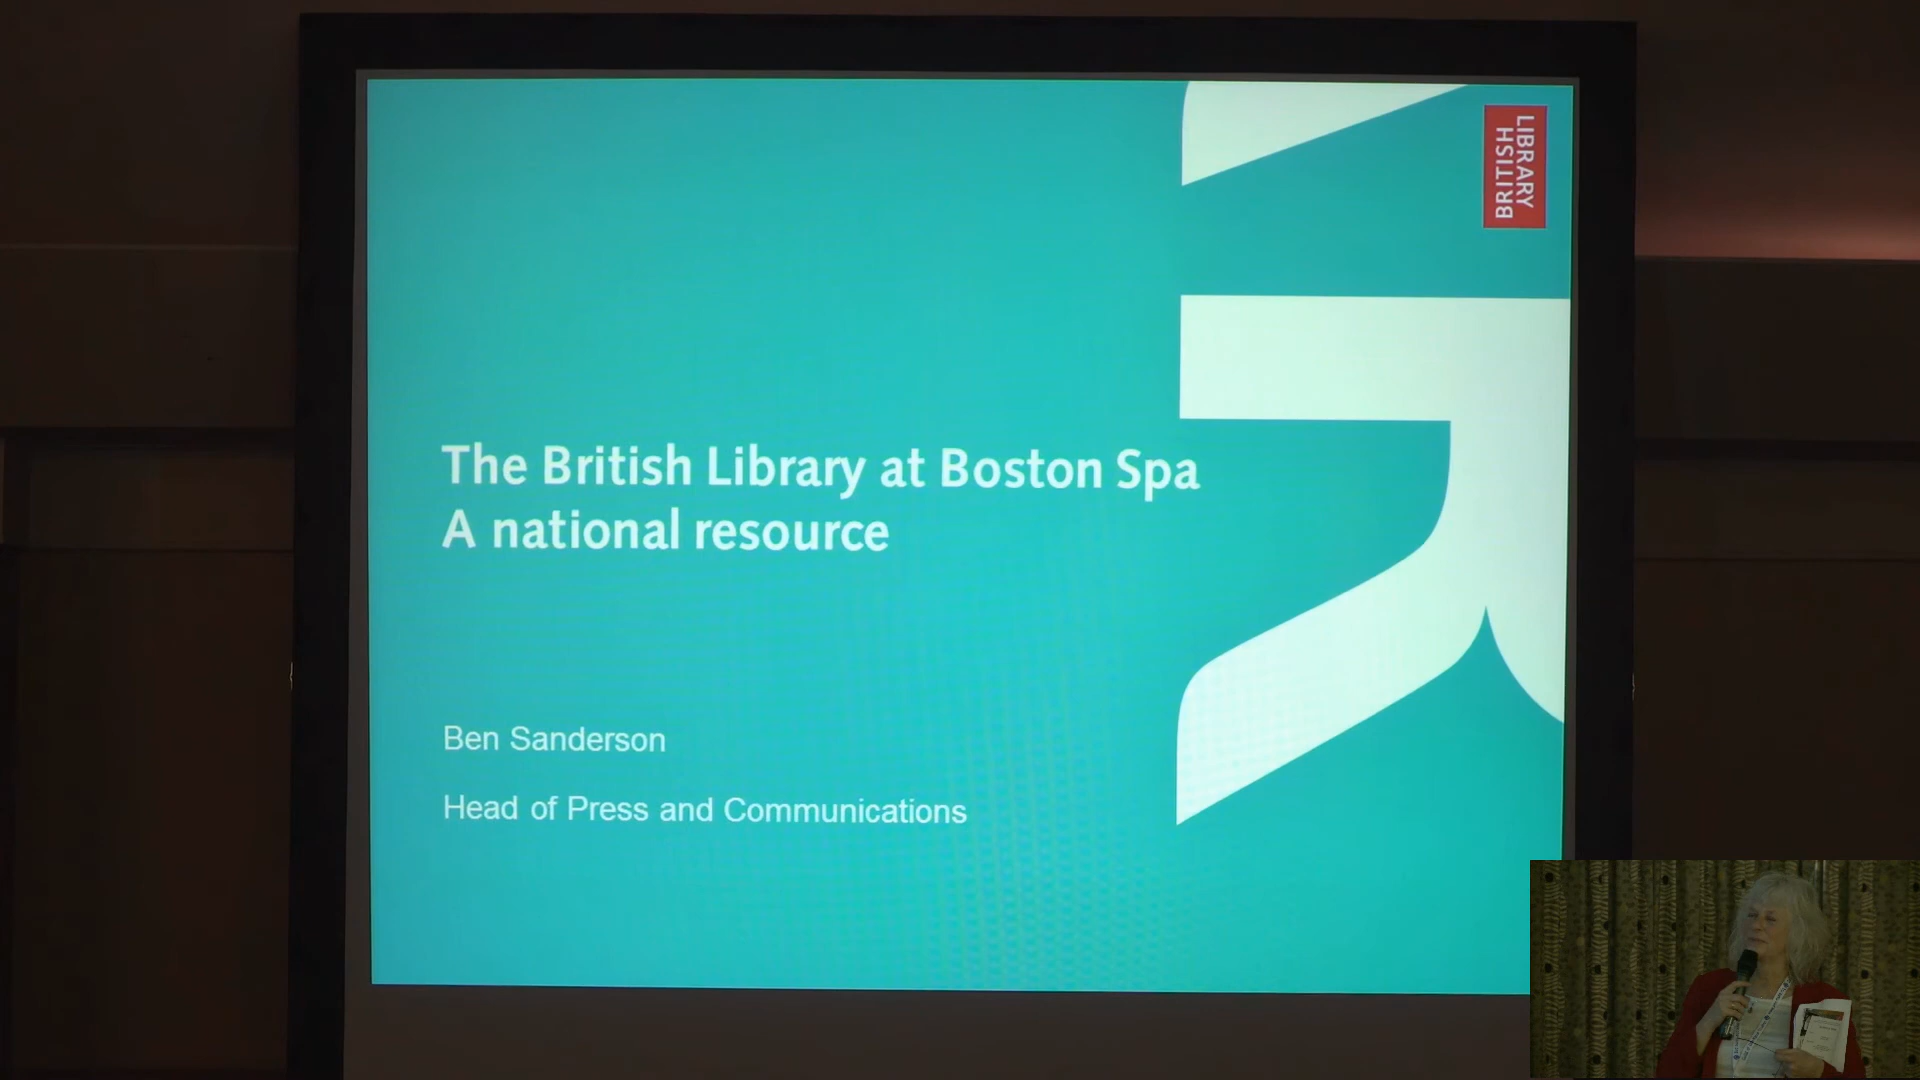 BRITISH
LIBRARY
The British Library at Boston Spa
A national resource
Ben Sanderson
Head of Press and Communications